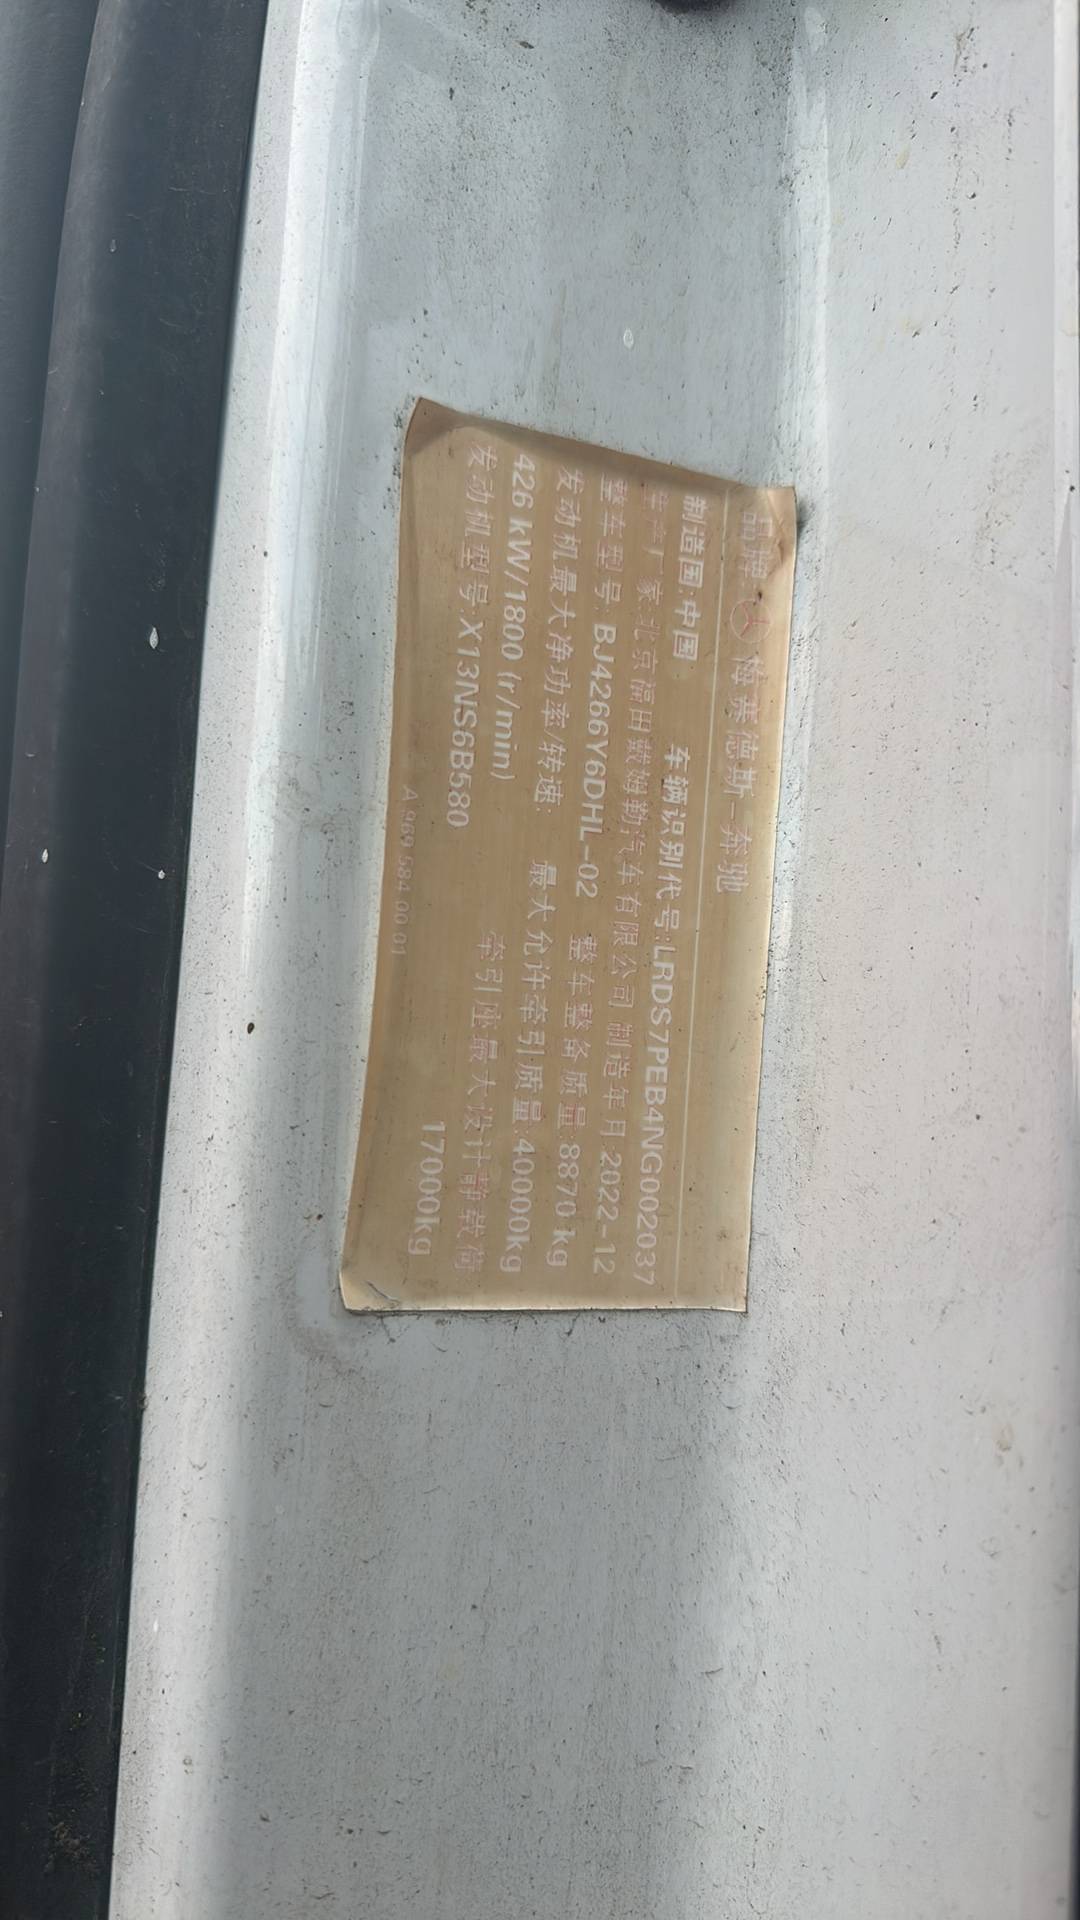 品牌: 梅赛德斯-奔驰
制造国:中国 车辆识别代号:LRDS7PEB4NG002037
生产厂家:北京福田戴姆勒汽车有限公司 制造年月:2022-12
整车型号: BJ4266Y6DHL-02 整车整备质量:8870 kg
发动机最大净功率/转速: 最大允许牵引质量:40000kg
426 kW/1800 (r/min) 牵引座最大设计静载荷
发动机型号:X13NS6B580 17000kg
A 969 584 00 01